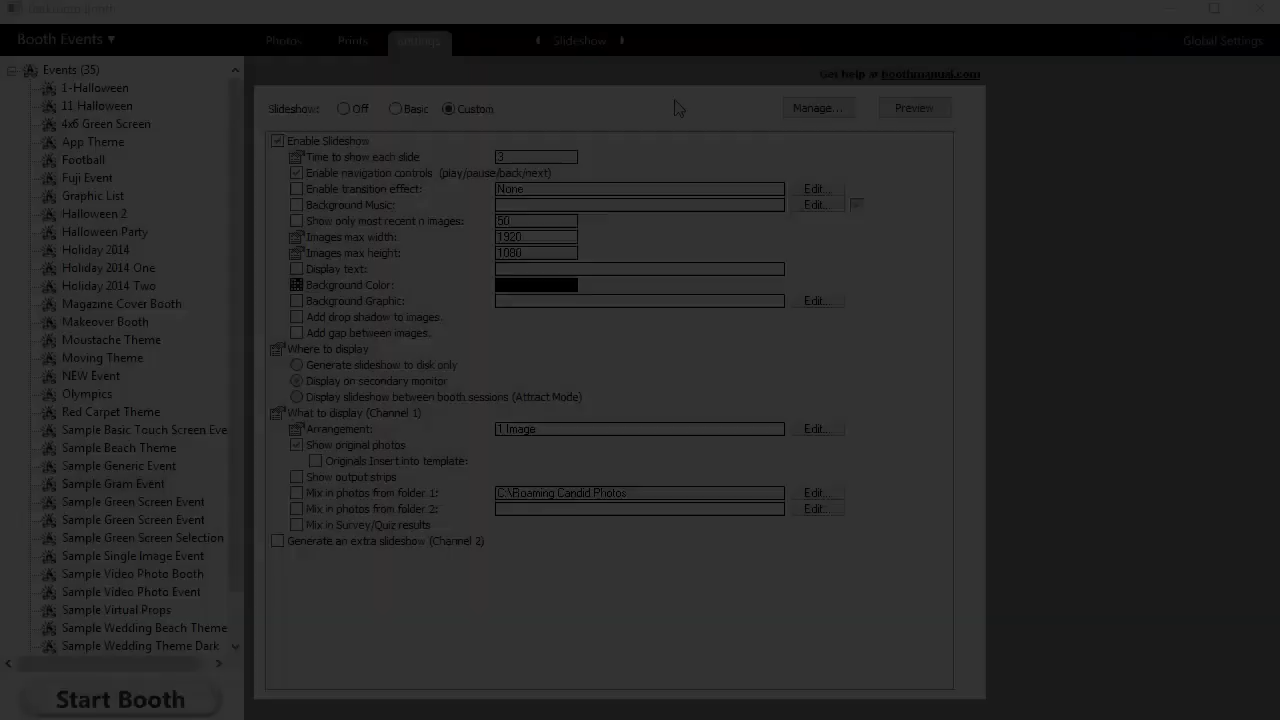 Booth Events ▾
Photos
Prints
Settings
Slideshow
Global Settings
Get help at boothmanual.com
Events (35)
1-Halloween
11 Halloween
4x6 Green Screen
App Theme
Football
Fuji Event
Graphic List
Halloween 2
Halloween Party
Holiday 2014
Holiday 2014 One
Holiday 2014 Two
Magazine Cover Booth
Makeover Booth
Moustache Theme
Moving Theme
NEW Event
Olympics
Red Carpet Theme
Sample Basic Touch Screen Eve
Sample Beach Theme
Sample Generic Event
Sample Gram Event
Sample Green Screen Event
Sample Green Screen Event
Sample Green Screen Selection
Sample Single Image Event
Sample Video Photo Booth
Sample Video Photo Event
Sample Virtual Props
Sample Wedding Beach Theme
Sample Wedding Theme Dark
Start Booth
Slideshow: Off Basic Custom Manage... Preview
Enable Slideshow
Time to show each slide 3
Enable navigation controls (play/pause/back/next)
Enable transition effect: None Edit...
Background Music: Edit...
Show only most recent n images: 50
Images max width: 1920
Images max height: 1080
Display text:
Background Color:
Background Graphic: Edit...
Add drop shadow to images.
Add gap between images.
Where to display
Generate slideshow to disk only
Display on secondary monitor
Display slideshow between booth sessions (Attract Mode)
What to display (Channel 1)
Arrangement: 1 Image Edit...
Show original photos
Originals Insert into template:
Show output strips
Mix in photos from folder 1: C:\Roaming Candid Photos Edit...
Mix in photos from folder 2: Edit...
Mix in Survey/Quiz results
Generate an extra slideshow (Channel 2)